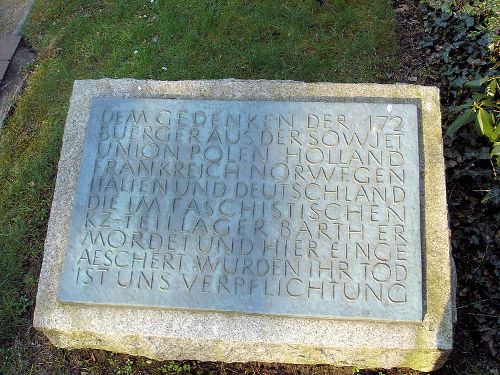 DEM GEDENKEN DER 172
BUERGER AUS DER SOWJET
UNION POLEN HOLLAND
FRANKREICH NORWEGEN
ITALIEN UND DEUTSCHLAND
DIE IM FASCHISTISCHEN
KZ-TEILLAGER BARTH ER
MORDET UND HIER EINGE
AESCHERT WURDEN IHR TOD
IST UNS VERPFLICHTUNG